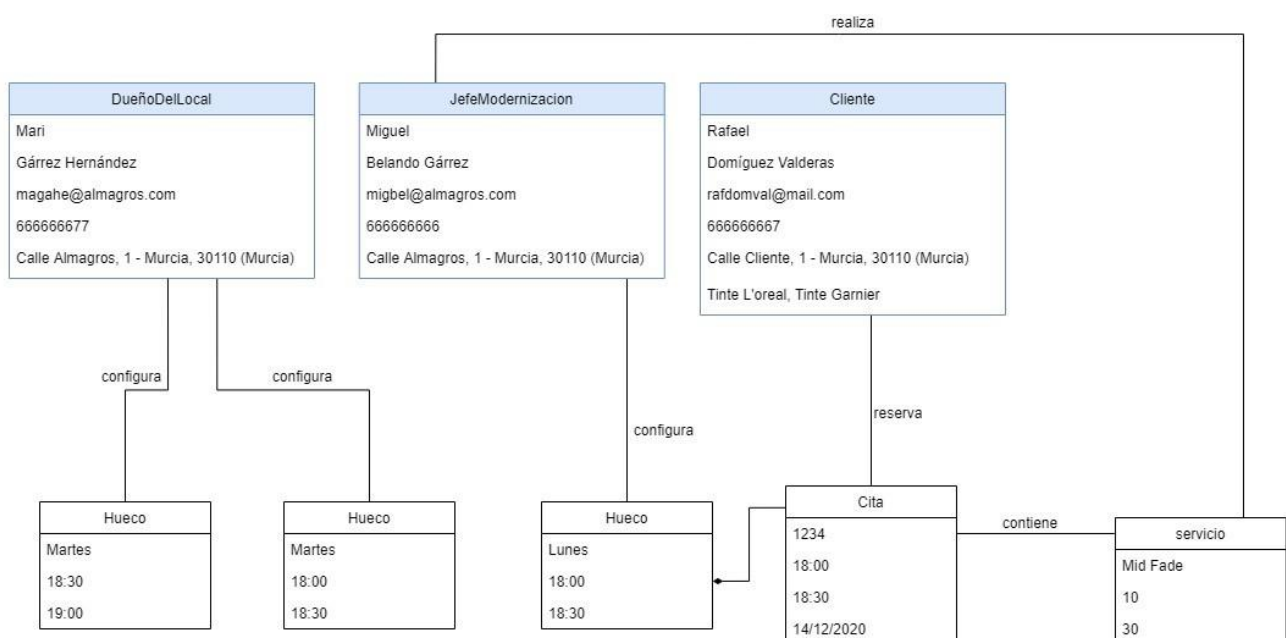 realiza
DueñoDelLocal
Mari
Gárrez Hernández
magahe@almagros.com
666666677
Calle Almagros, 1 - Murcia, 30110 (Murcia)
JefeModernizacion
Miguel
Belando Gárrez
migbel@almagros.com
666666666
Calle Almagros, 1 - Murcia, 30110 (Murcia)
Cliente
Rafael
Domíguez Valderas
rafdomval@mail.com
666666667
Calle Cliente, 1 - Murcia, 30110 (Murcia)
Tinte L'oreal, Tinte Garnier
configura
configura
configura
reserva
Hueco
Martes
18:30
19:00
Hueco
Martes
18:00
18:30
Hueco
Lunes
18:00
18:30
Cita
1234
18:00
18:30
14/12/2020
contiene
servicio
Mid Fade
10
30